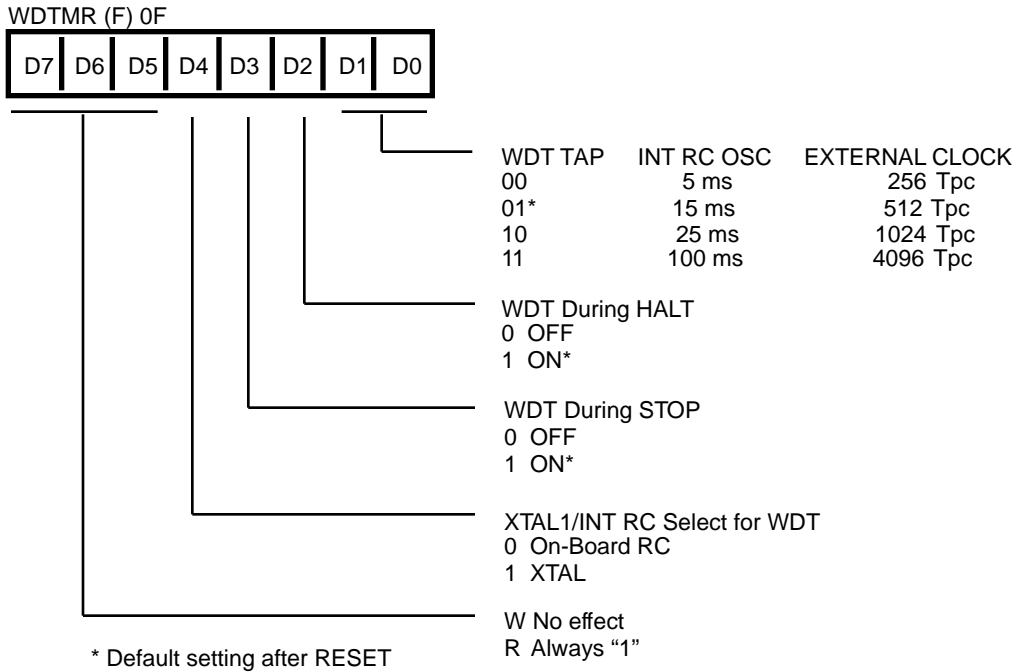 WDTMR (F) 0F
D7 D6 D5 D4 D3 D2 D1 D0
WDT TAP INT RC OSC EXTERNAL CLOCK
00 5 ms 256 Tpc
01* 15 ms 512 Tpc
10 25 ms 1024 Tpc
11 100 ms 4096 Tpc
WDT During HALT
0 OFF
1 ON*
WDT During STOP
0 OFF
1 ON*
XTAL1/INT RC Select for WDT
0 On-Board RC
1 XTAL
W No effect
R Always “1”
* Default setting after RESET